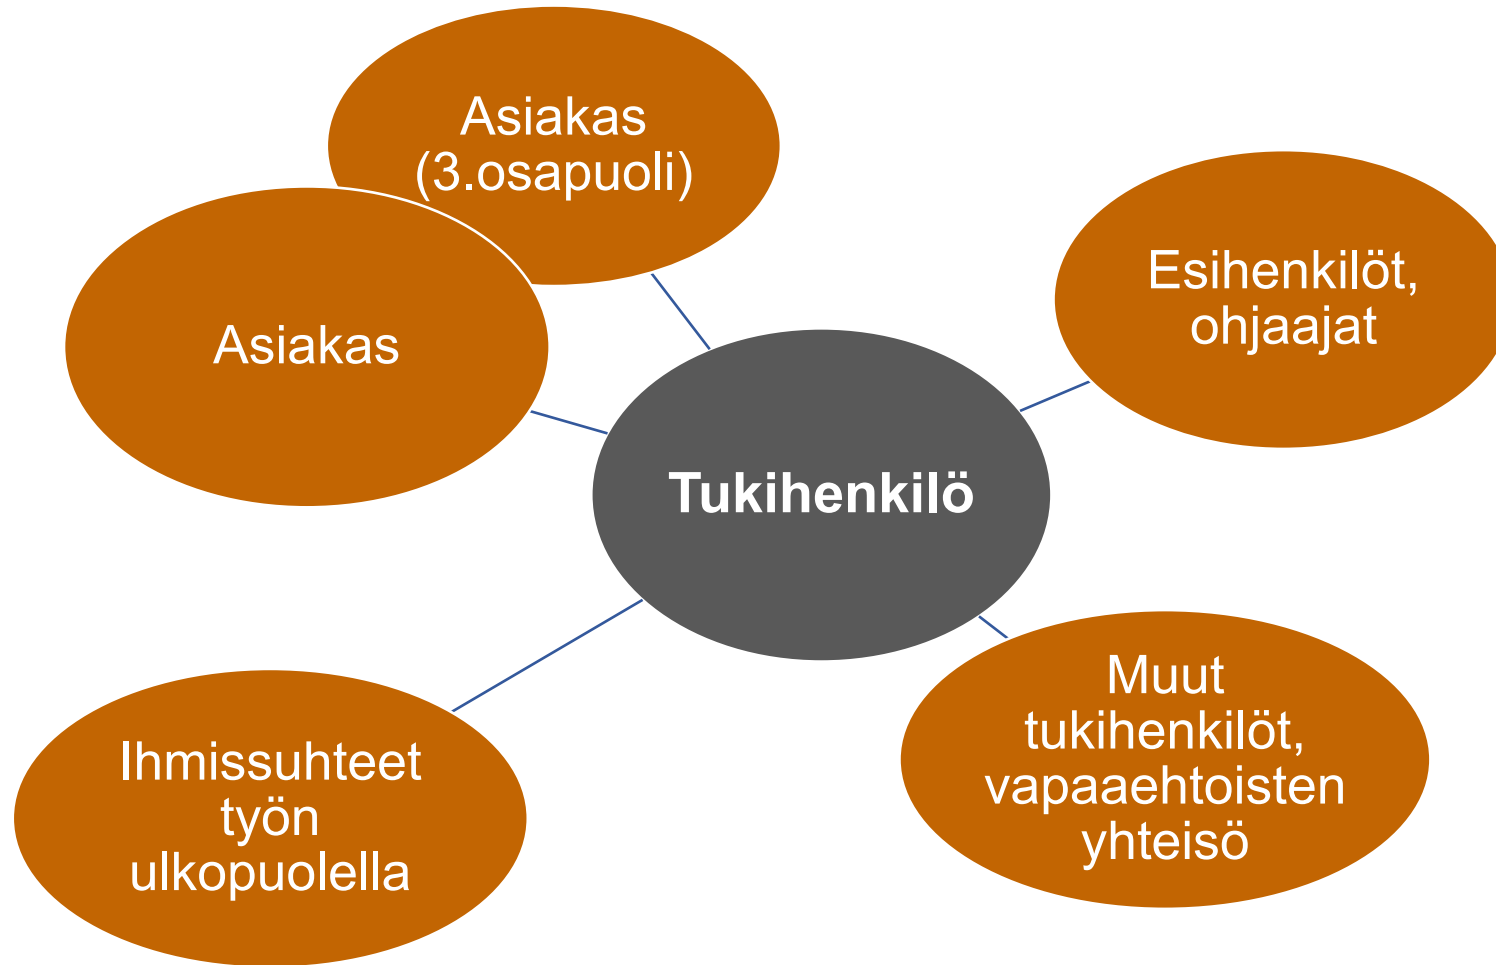 Asiakas
(3.osapuoli)
Asiakas
Esihenkilöt,
ohjaajat
Tukihenkilö
Muut
tukihenkilöt,
vapaaehtoisten
yhteisö
Ihmissuhteet
työn
ulkopuolella